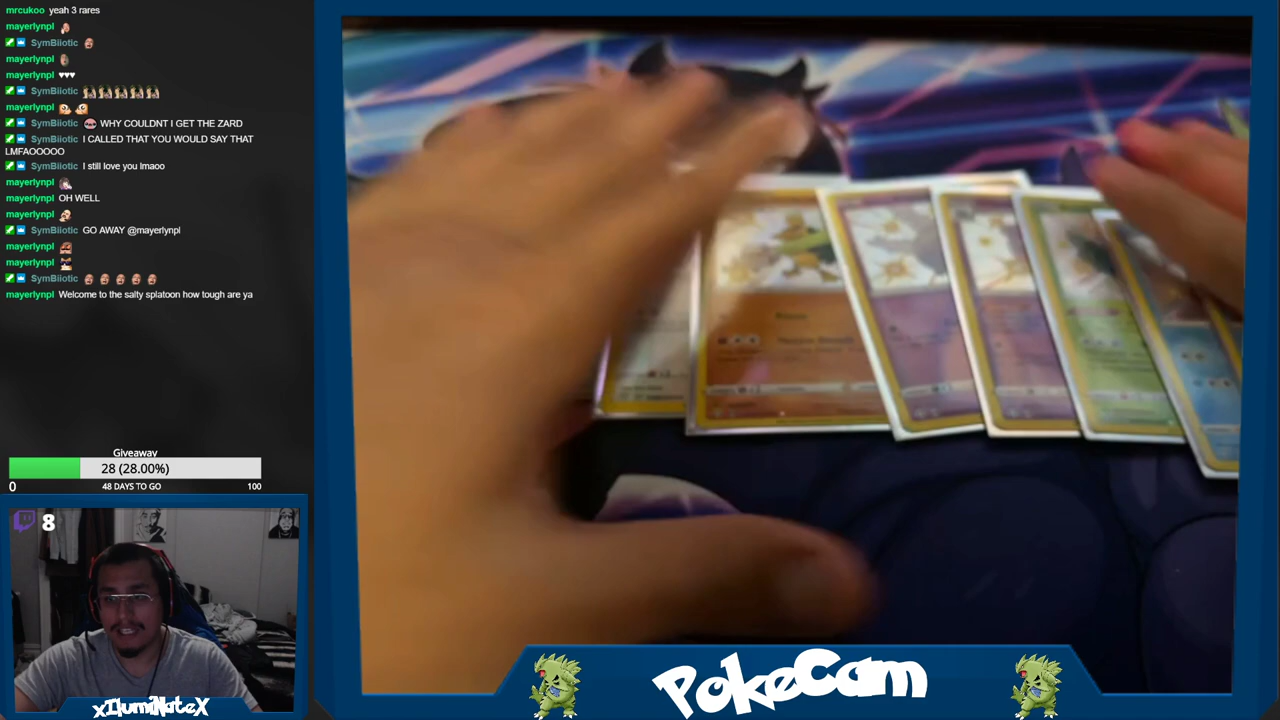 mrcukoo yeah 3 rares
mayerlynpl
SymBiiotic
mayerlynpl
mayerlynpl ♥♥♥
SymBiiotic
mayerlynpl
SymBiiotic WHY COULDNT I GET THE ZARD
SymBiiotic I CALLED THAT YOU WOULD SAY THAT
LMFAOOOOO
SymBiiotic I still love you lmaoo
mayerlynpl
mayerlynpl OH WELL
mayerlynpl
SymBiiotic GO AWAY @mayerlynpl
mayerlynpl
mayerlynpl
SymBiiotic
mayerlynpl Welcome to the salty splatoon how tough are ya
Giveaway
28 (28.00%)
0 48 DAYS TO GO 100
8
xIlumiNateX
PokeCam